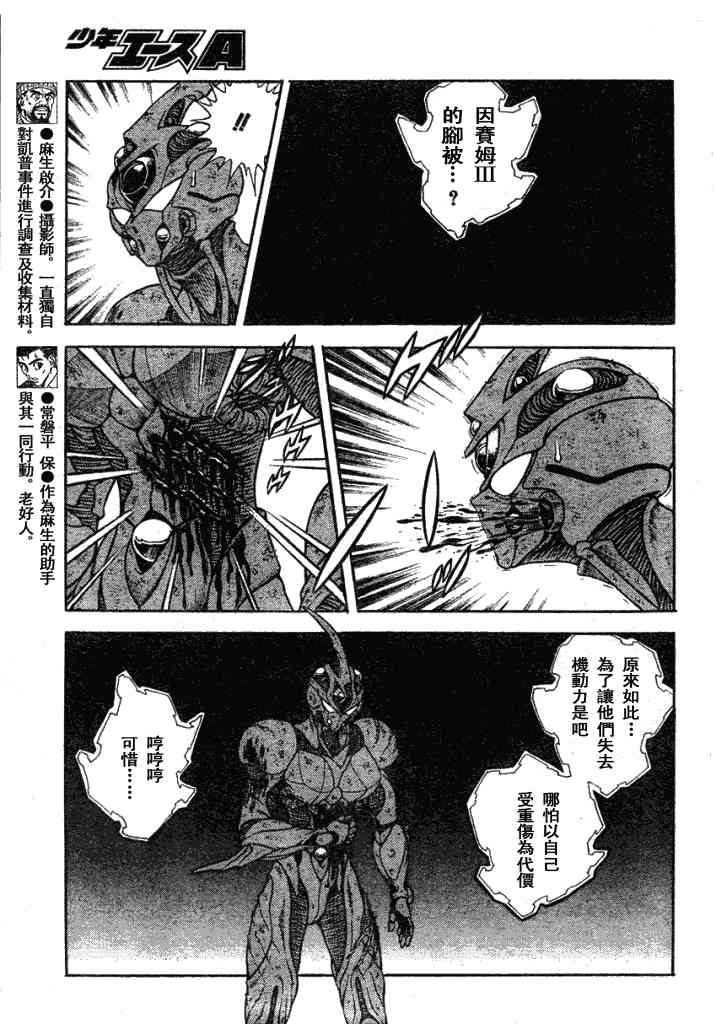 少年エースA
因賽姆Ⅲ
的腳被…？
!!
●麻生啟介●攝影師。一直獨自
對凱普事件進行調查及收集材料。
●常磐平 保●作為麻生的助手
與其一同行動。老好人。
原來如此…
為了讓他們失去
機動力是吧
哪怕以自己
受重傷為代價
哼哼哼
可惜……